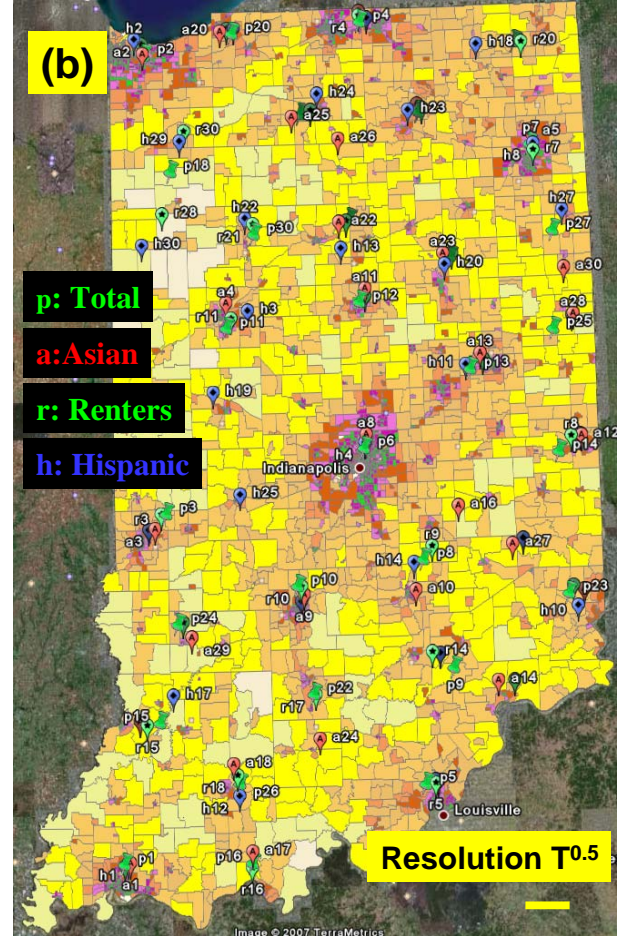 (b)
h2
a20
p20
r4
p4
a2
p2
h18
r20
h24
h23
a25
r30
a26
p7
a5
h29
h8
r7
p18
h27
r28
h22
a22
p27
r21
p30
h30
h13
a23
h20
a30
p: Total
a4
a11
p12
h3
a28
r11
p11
p25
a:Asian
a13
h11
p13
r: Renters
h19
a8
r8
a12
h4
p6
p14
h: Hispanic
Indianapolis
h25
a16
r3
p3
r9
a27
a3
h14
p8
p10
a10
p23
r10
a9
h10
p24
a29
r14
p9
a14
h17
p22
r17
p15
r15
a24
a18
r18
p26
h12
p5
r5
Louisville
a17
p16
Resolution T0.5
p1
h1
a1
r16
Image © 2007 TerraMetrics